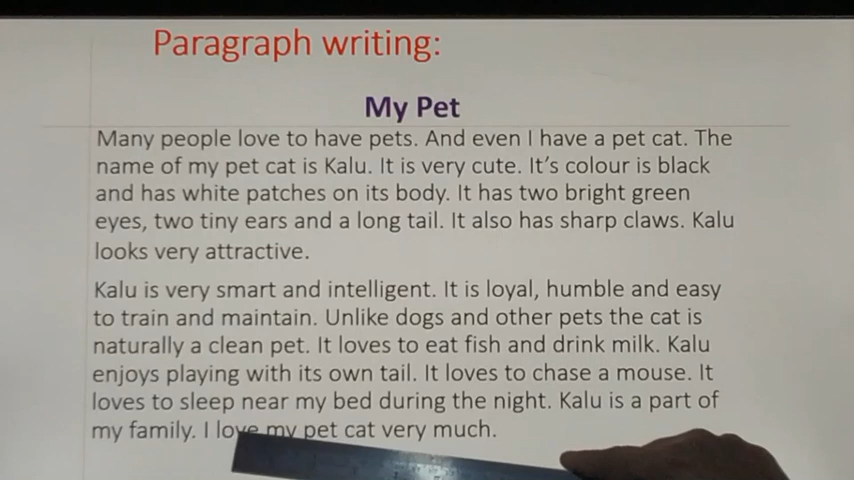 Paragraph writing:
My Pet
Many people love to have pets. And even I have a pet cat. The
name of my pet cat is Kalu. It is very cute. It's colour is black
and has white patches on its body. It has two bright green
eyes, two tiny ears and a long tail. It also has sharp claws. Kalu
looks very attractive.
Kalu is very smart and intelligent. It is loyal, humble and easy
to train and maintain. Unlike dogs and other pets the cat is
naturally a clean pet. It loves to eat fish and drink milk. Kalu
enjoys playing with its own tail. It loves to chase a mouse. It
loves to sleep near my bed during the night. Kalu is a part of
my family. I love my pet cat very much.